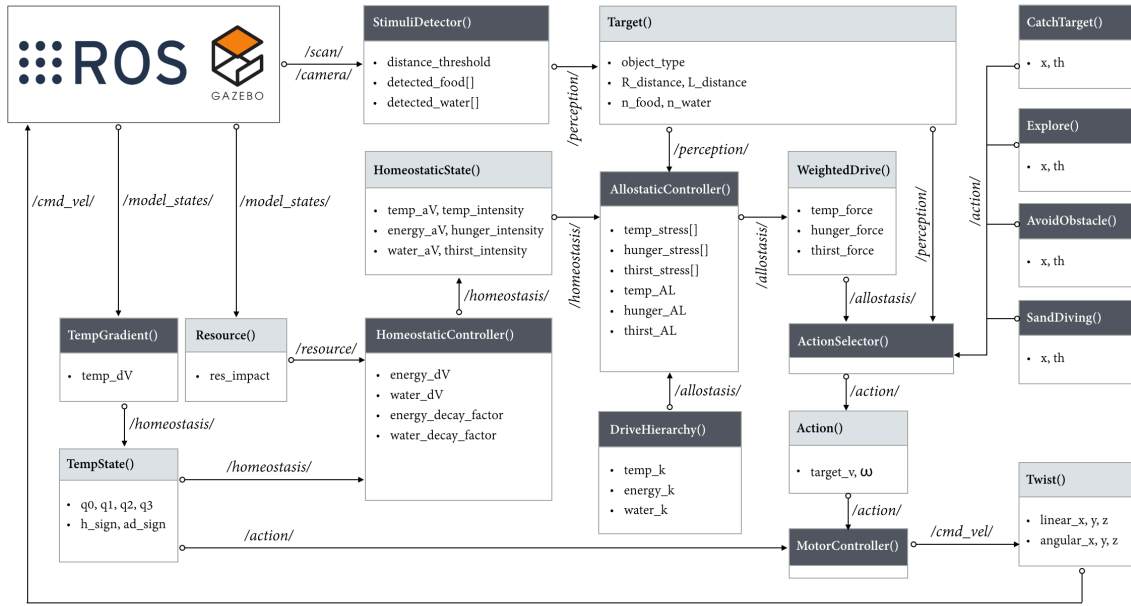 ROS
GAZEBO
/scan/
/camera/
StimuliDetector()
• distance_threshold
• detected_food[]
• detected_water[]
/perception/
Target()
• object_type
• R_distance, L_distance
• n_food, n_water
CatchTarget()
• x, th
Explore()
• x, th
AvoidObstacle()
• x, th
SandDiving()
• x, th
/action/
/cmd_vel/
/model_states/
/model_states/
HomeostaticState()
• temp_aV, temp_intensity
• energy_aV, hunger_intensity
• water_aV, thirst_intensity
/homeostasis/
/perception/
AllostaticController()
• temp_stress[]
• hunger_stress[]
• thirst_stress[]
• temp_AL
• hunger_AL
• thirst_AL
/allostasis/
WeightedDrive()
• temp_force
• hunger_force
• thirst_force
/perception/
/allostasis/
ActionSelector()
/homeostasis/
TempGradient()
• temp_dV
Resource()
• res_impact
/resource/
HomeostaticController()
• energy_dV
• water_dV
• energy_decay_factor
• water_decay_factor
/homeostasis/
TempState()
• q0, q1, q2, q3
• h_sign, ad_sign
/homeostasis/
/action/
/allostasis/
DriveHierarchy()
• temp_k
• energy_k
• water_k
/action/
Action()
• target_v, ω
/action/
MotorController()
/cmd_vel/
Twist()
• linear_x, y, z
• angular_x, y, z